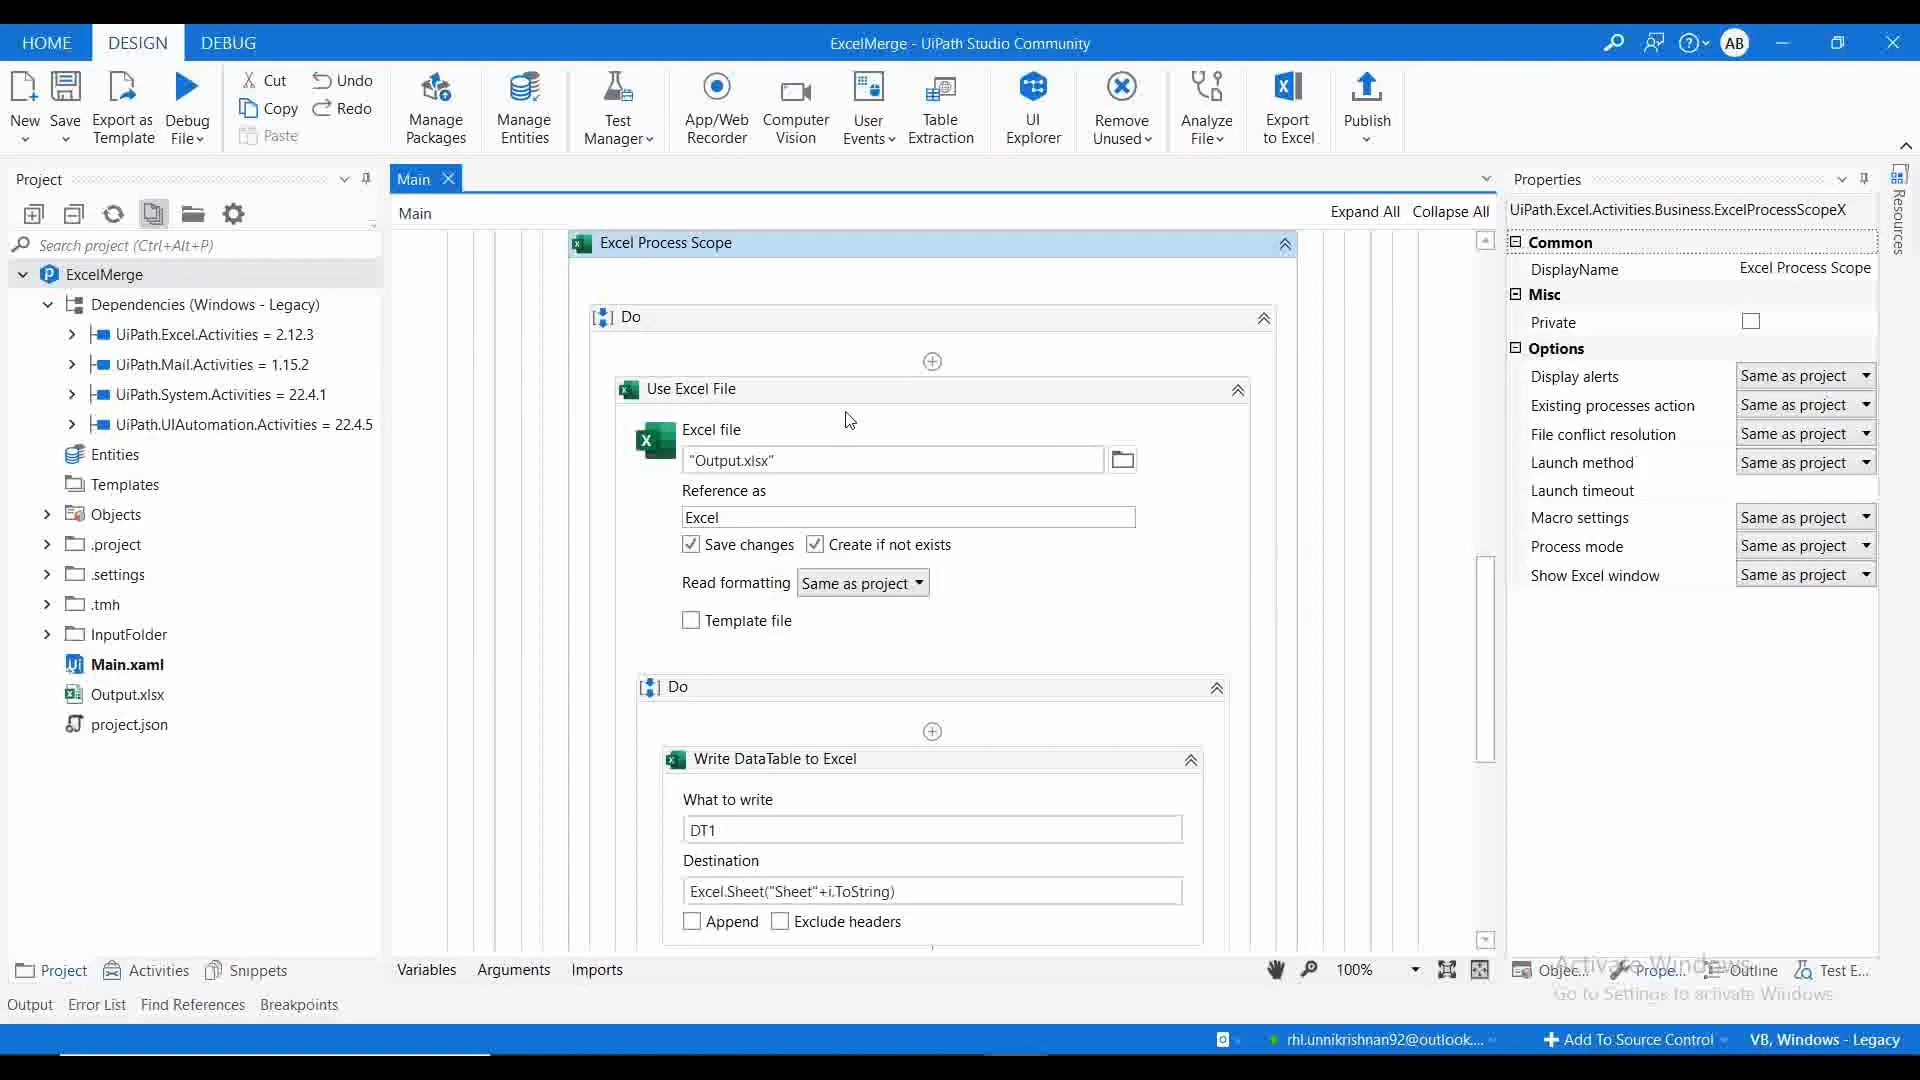 HOME DESIGN DEBUG
ExcelMerge - UiPath Studio Community
AB
New
Save
Export as
Template
Debug
File
Cut
Copy
Paste
Undo
Redo
Manage
Packages
Manage
Entities
Test
Manager
App/Web
Recorder
Computer
Vision
User
Events
Table
Extraction
UI
Explorer
Remove
Unused
Analyze
File
Export
to Excel
Publish
Project
Search project (Ctrl+Alt+P)
ExcelMerge
Dependencies (Windows - Legacy)
UiPath.Excel.Activities = 2.12.3
UiPath.Mail.Activities = 1.15.2
UiPath.System.Activities = 22.4.1
UiPath.UIAutomation.Activities = 22.4.5
Entities
Templates
Objects
.project
.settings
.tmh
InputFolder
Main.xaml
Output.xlsx
project.json
Project
Activities
Snippets
Main
Main
Expand All Collapse All
Excel Process Scope
Do
Use Excel File
Excel file
"Output.xlsx"
Reference as
Excel
Save changes
Create if not exists
Read formatting
Same as project
Template file
Do
Write DataTable to Excel
What to write
DT1
Destination
Excel.Sheet("Sheet"+i.ToString)
Append
Exclude headers
Variables Arguments Imports
100%
Properties
UiPath.Excel.Activities.Business.ExcelProcessScopeX
Common
DisplayName Excel Process Scope
Misc
Private
Options
Display alerts Same as project
Existing processes action Same as project
File conflict resolution Same as project
Launch method Same as project
Launch timeout
Macro settings Same as project
Process mode Same as project
Show Excel window Same as project
Resources
Objec... Prope... Outline Test E...
Activate Windows
Go to Settings to activate Windows.
Output Error List Find References Breakpoints
rhl.unnikrishnan92@outlook....
Add To Source Control
VB, Windows - Legacy